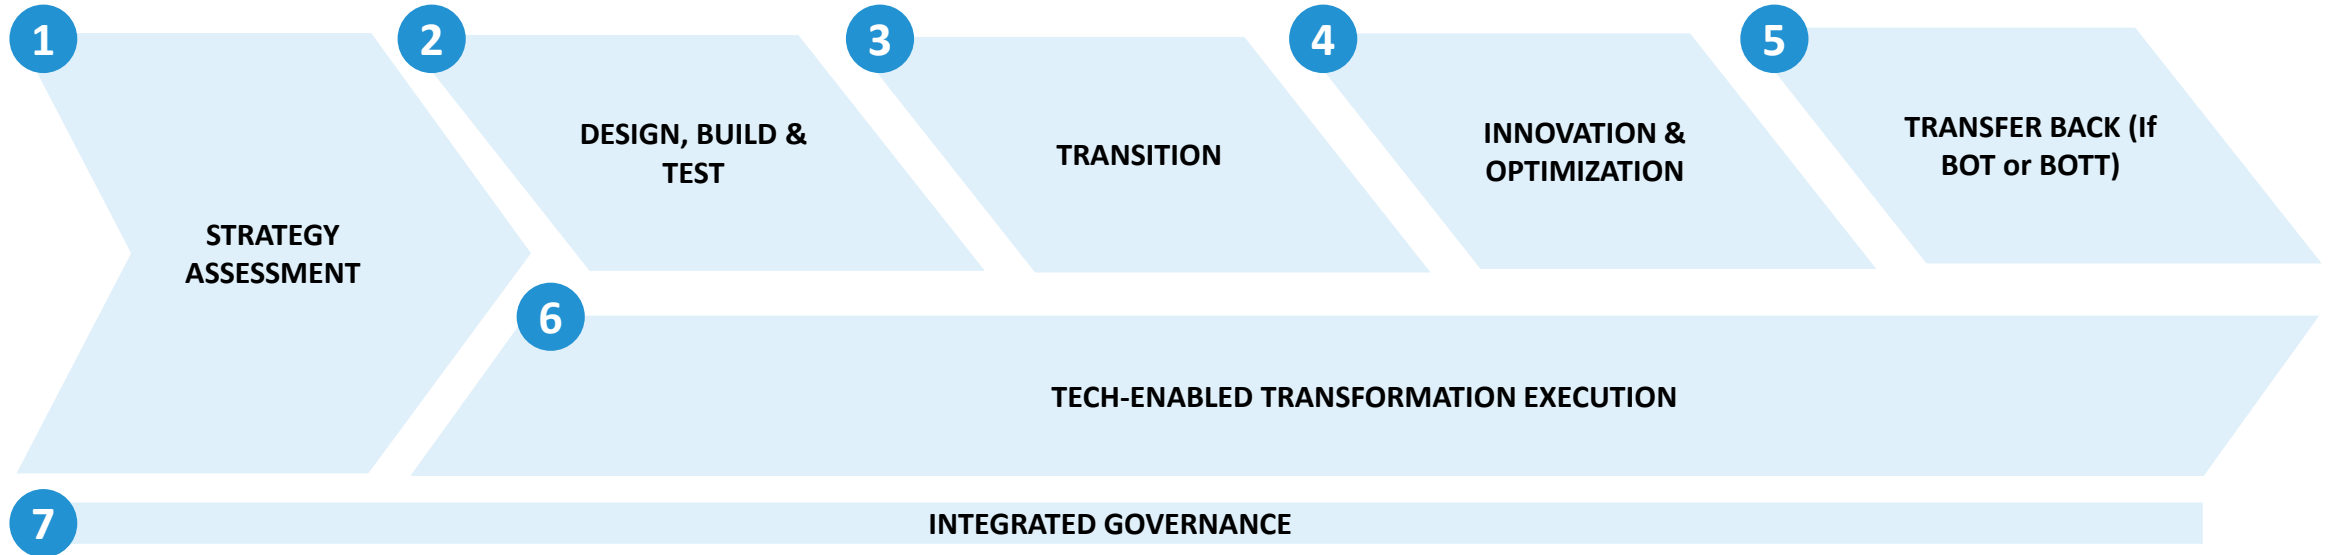 1
STRATEGY
ASSESSMENT
2
DESIGN, BUILD &
TEST
3
TRANSITION
4
INNOVATION &
OPTIMIZATION
5
TRANSFER BACK (If
BOT or BOTT)
6
TECH-ENABLED TRANSFORMATION EXECUTION
7
INTEGRATED GOVERNANCE